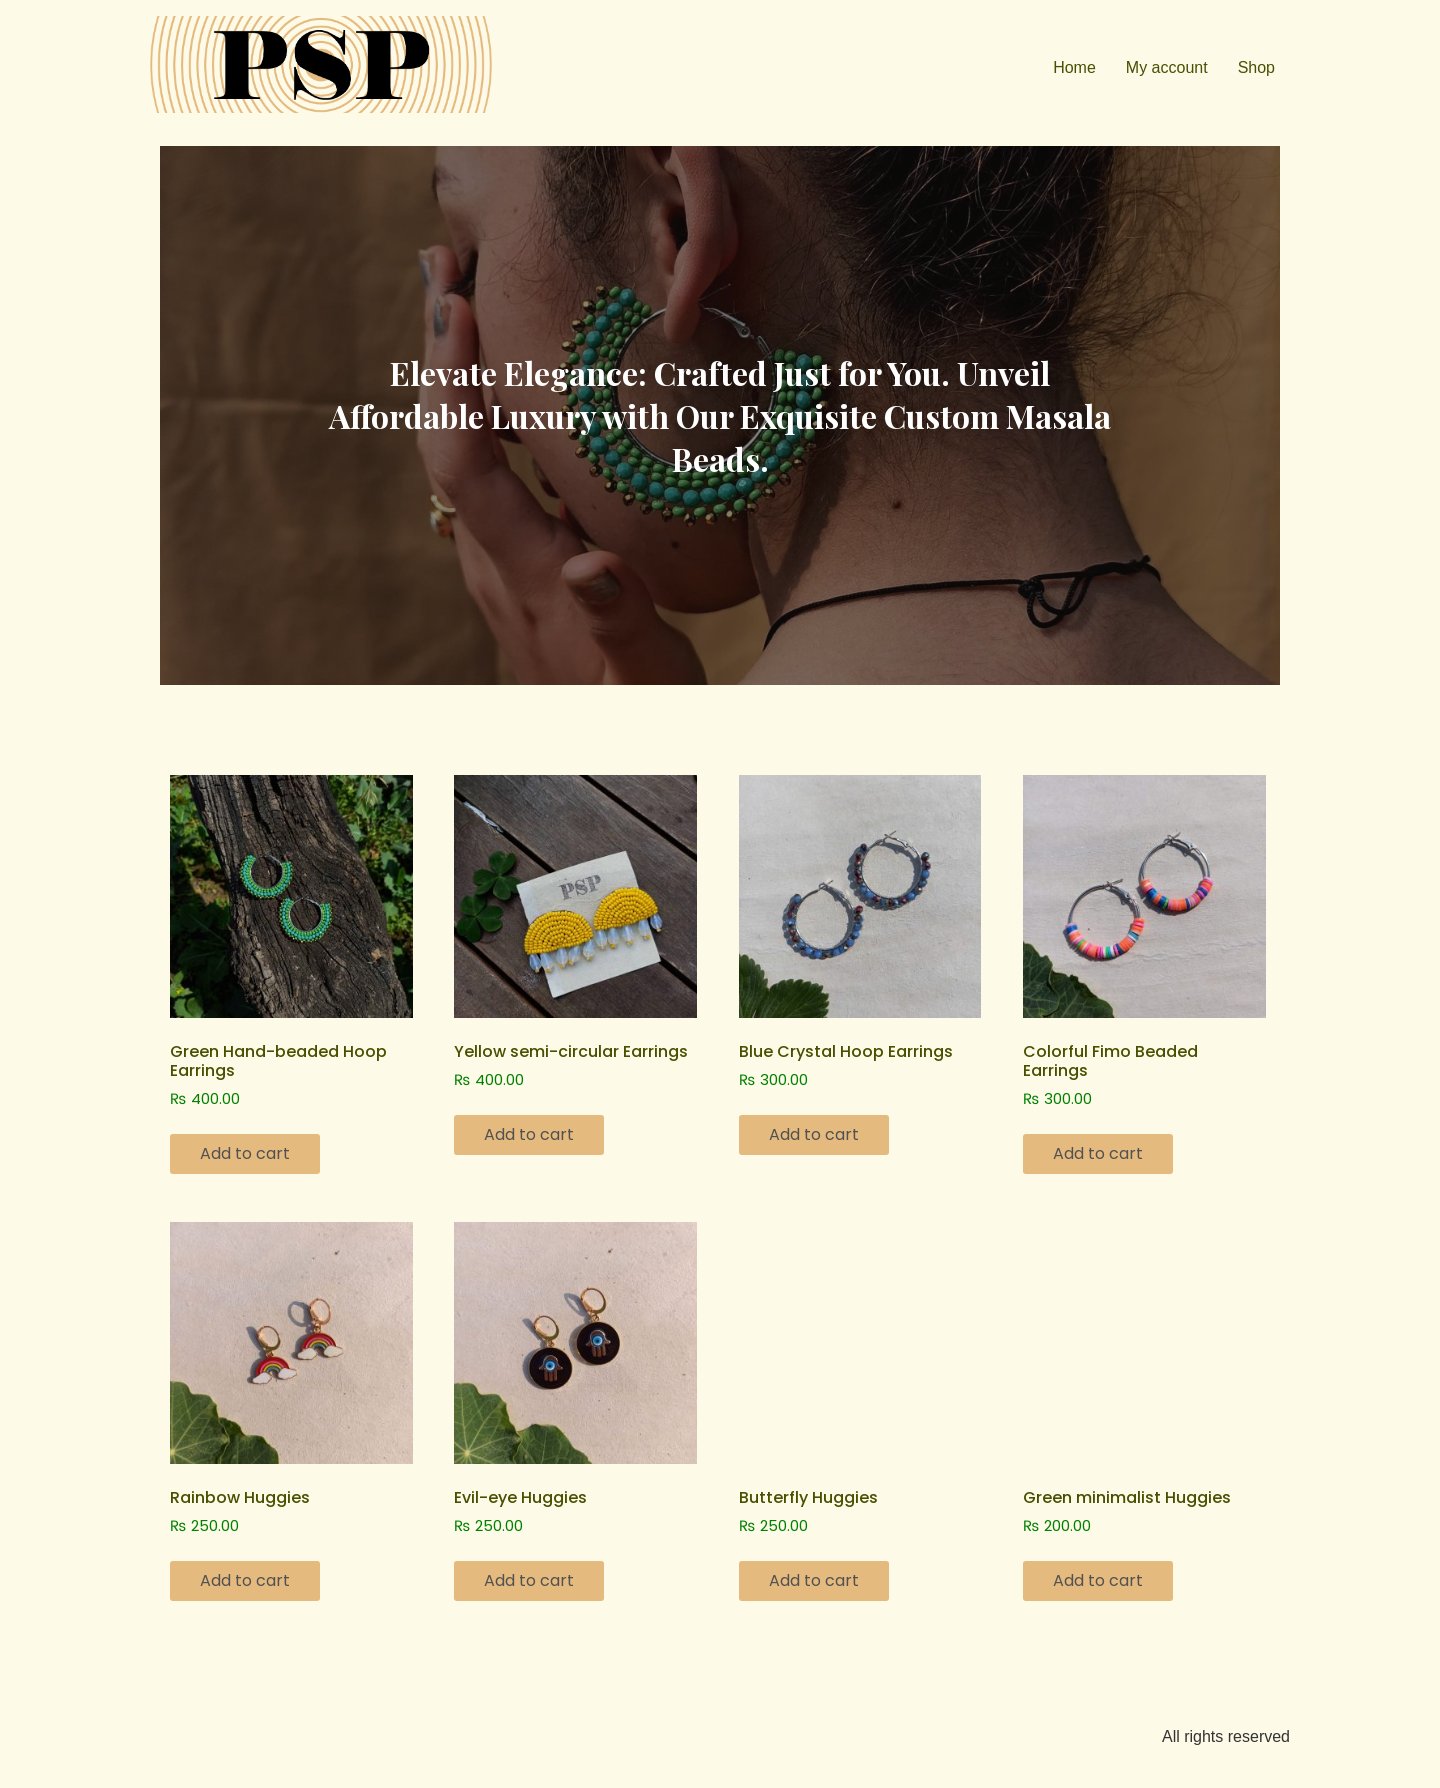 PSP
Home My account Shop
Elevate Elegance: Crafted Just for You. Unveil
Affordable Luxury with Our Exquisite Custom Masala
Beads.
PSP
Green Hand-beaded Hoop
Earrings
₨ 400.00
Add to cart
Yellow semi-circular Earrings
₨ 400.00
Add to cart
Blue Crystal Hoop Earrings
₨ 300.00
Add to cart
Colorful Fimo Beaded
Earrings
₨ 300.00
Add to cart
Rainbow Huggies
₨ 250.00
Add to cart
Evil-eye Huggies
₨ 250.00
Add to cart
Butterfly Huggies
₨ 250.00
Add to cart
Green minimalist Huggies
₨ 200.00
Add to cart
All rights reserved